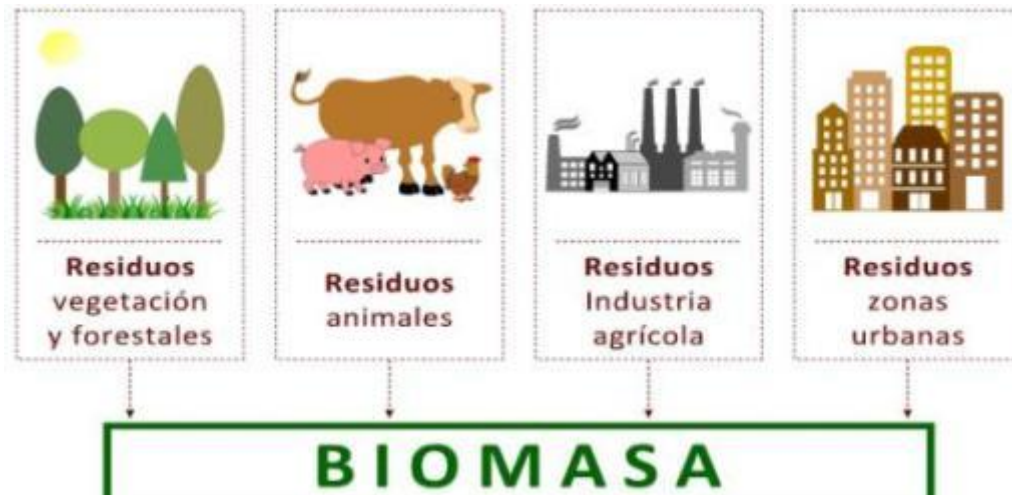 Residuos
vegetación
y forestales
Residuos
animales
Residuos
Industria
agrícola
Residuos
zonas
urbanas
BIOMASA